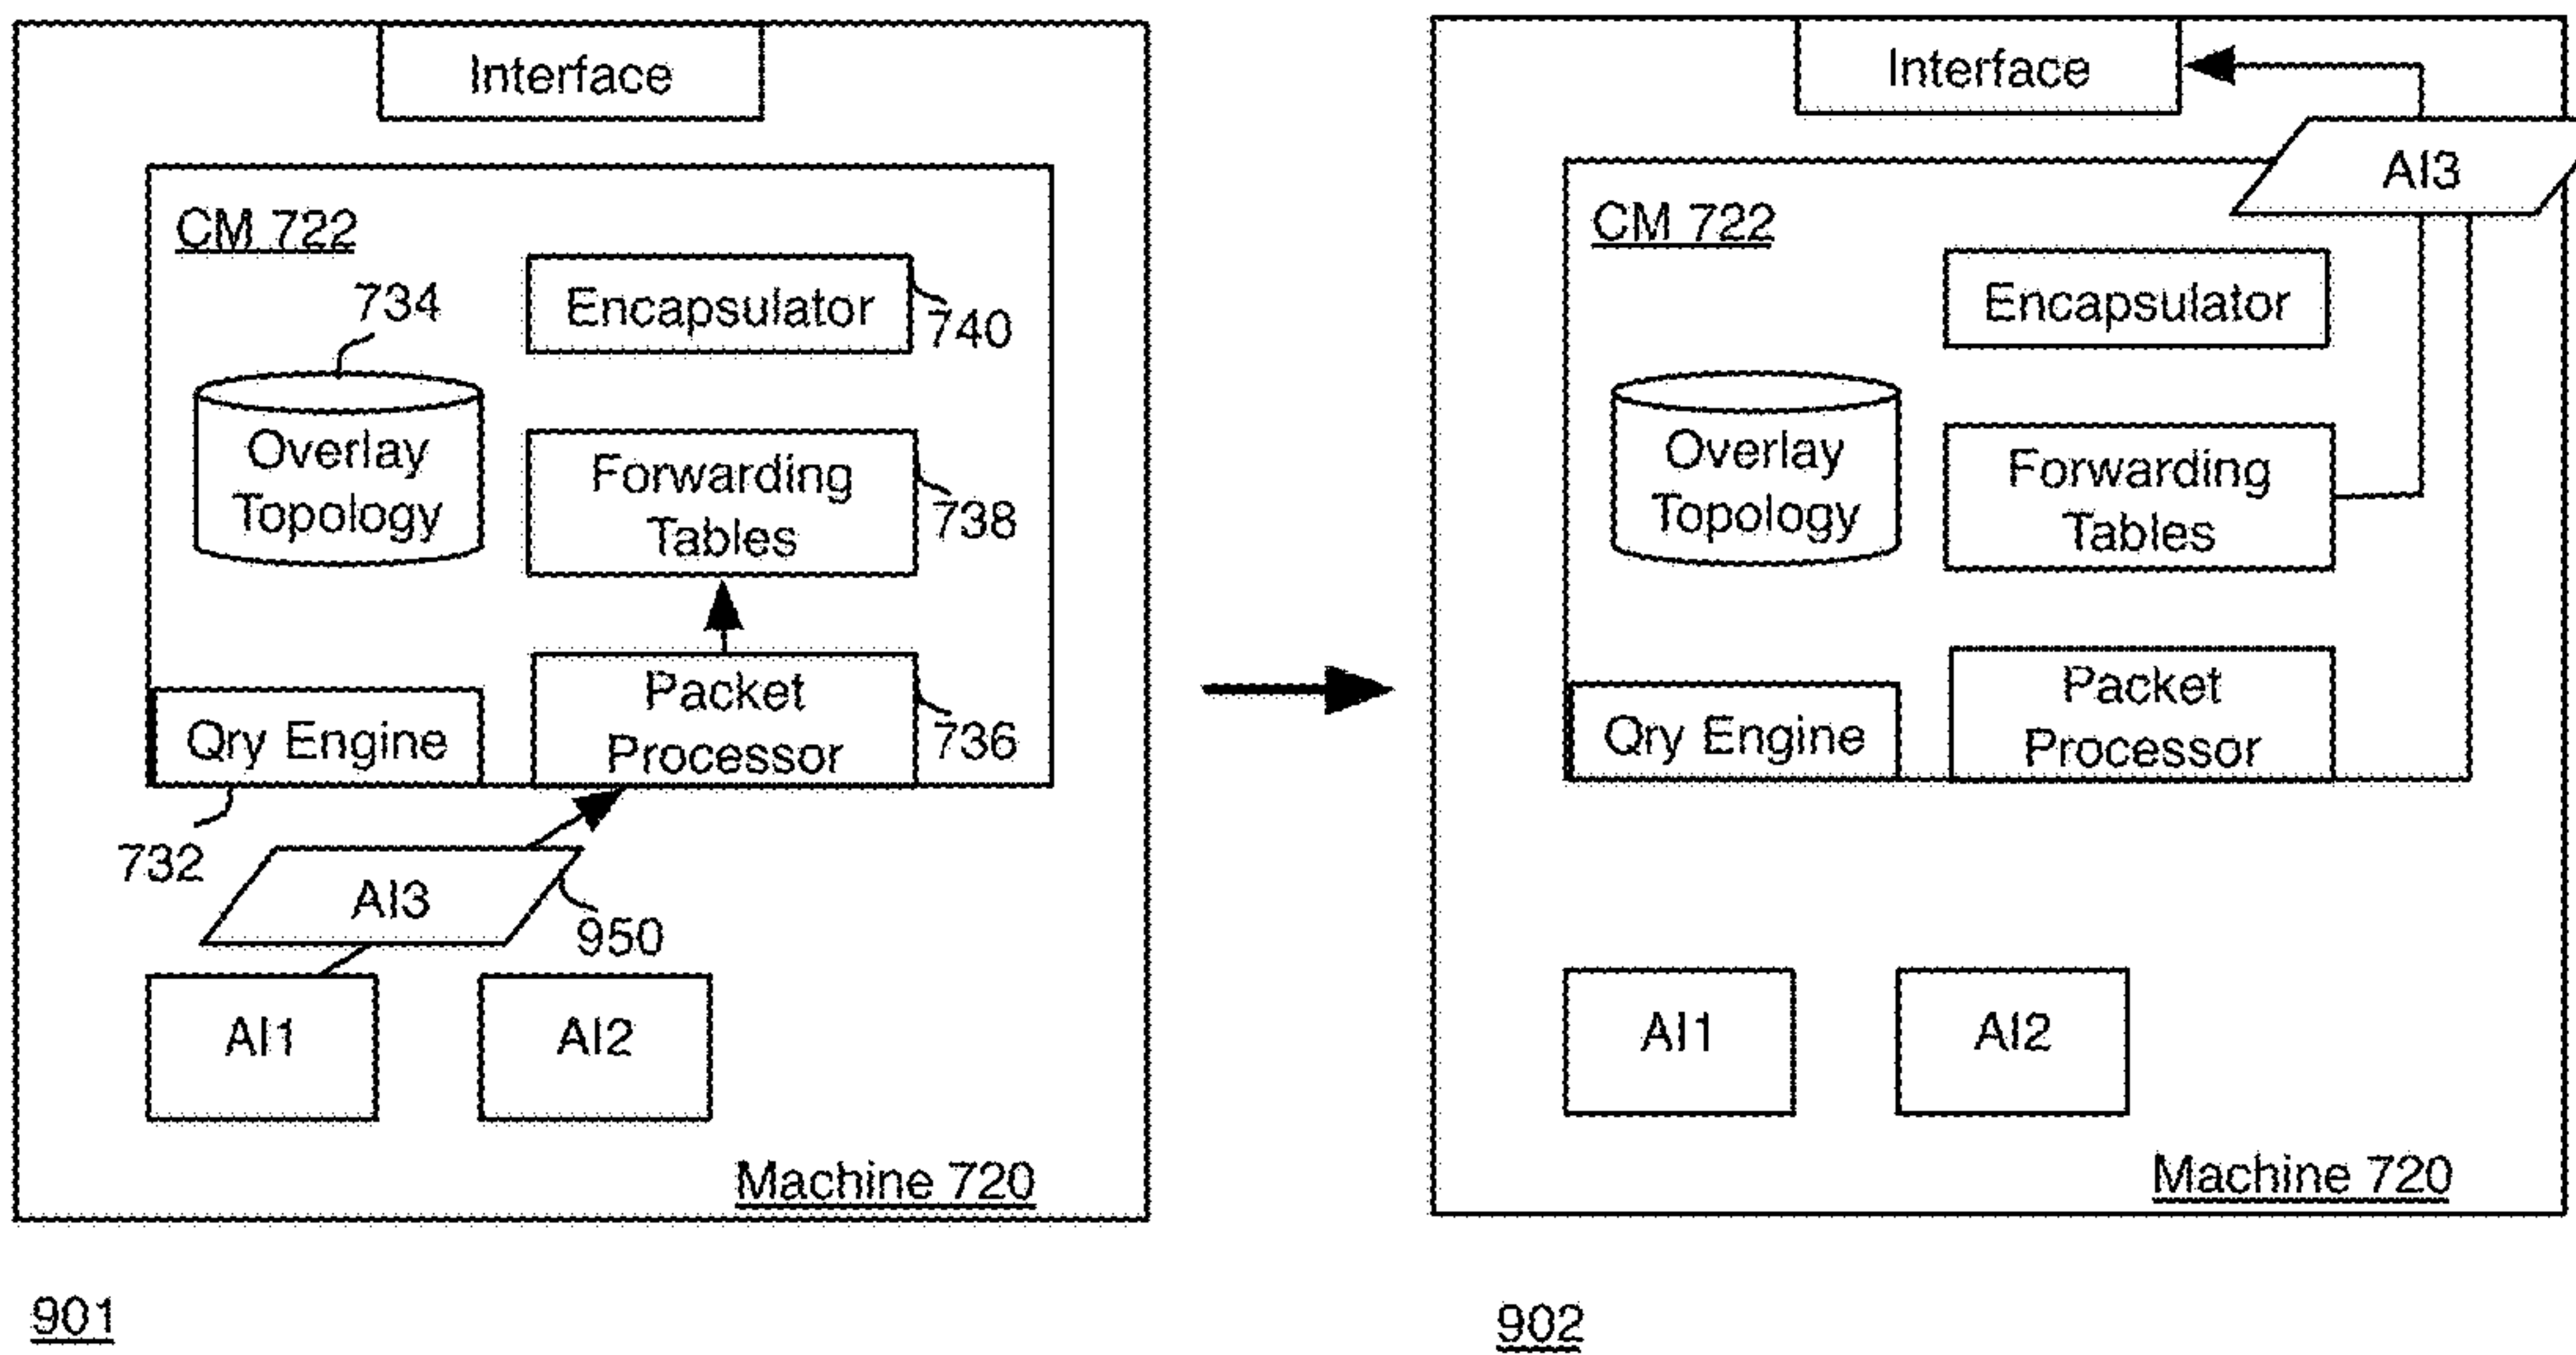 Interface
CM 722
734
Encapsulator
740
Overlay
Topology
Forwarding
Tables
738
Qry Engine
Packet
Processor
736
732
AI3
950
AI1
AI2
Machine 720
901
Interface
AI3
CM 722
Encapsulator
Overlay
Topology
Forwarding
Tables
Qry Engine
Packet
Processor
AI1
AI2
Machine 720
902